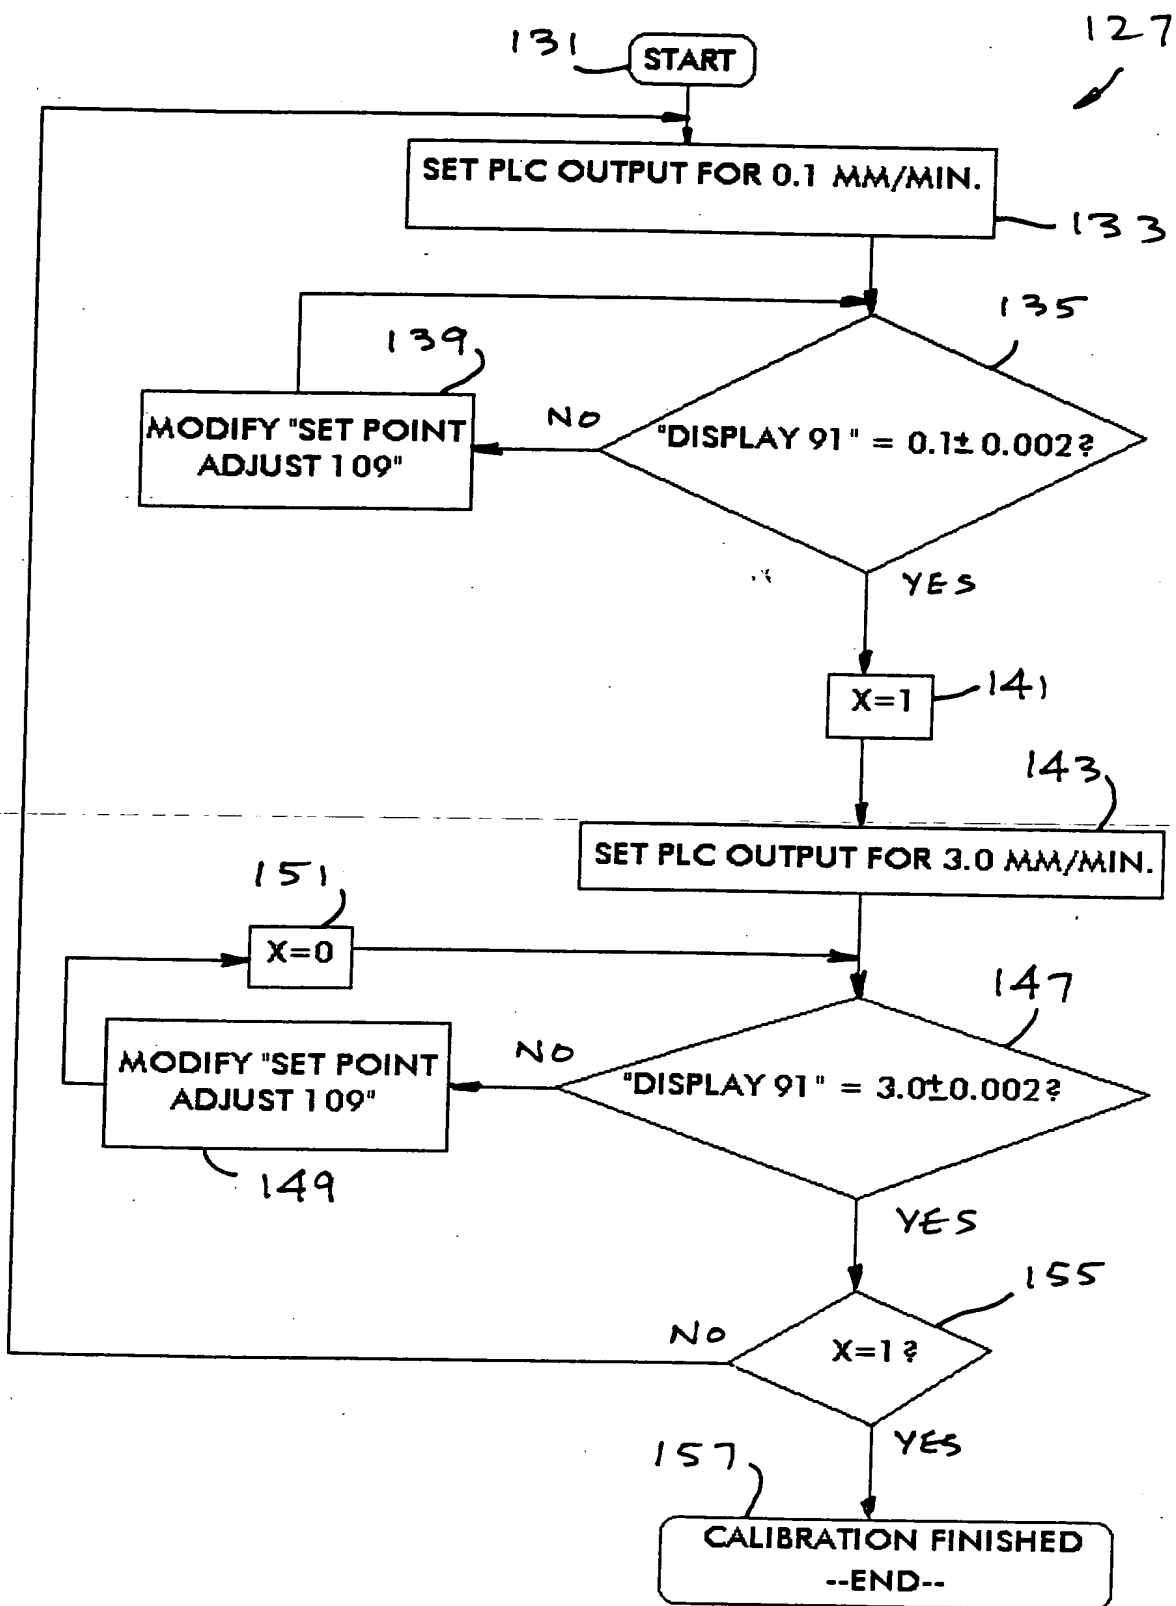 127
131
START
SET PLC OUTPUT FOR 0.1 MM/MIN.
133
135
139
NO
MODIFY "SET POINT
ADJUST 109"
"DISPLAY 91" = 0.1± 0.002?
YES
X=1
141
143
SET PLC OUTPUT FOR 3.0 MM/MIN.
151
X=0
147
NO
MODIFY "SET POINT
ADJUST 109"
"DISPLAY 91" = 3.0±0.002?
149
YES
155
NO
X=1?
YES
157
CALIBRATION FINISHED
--END--